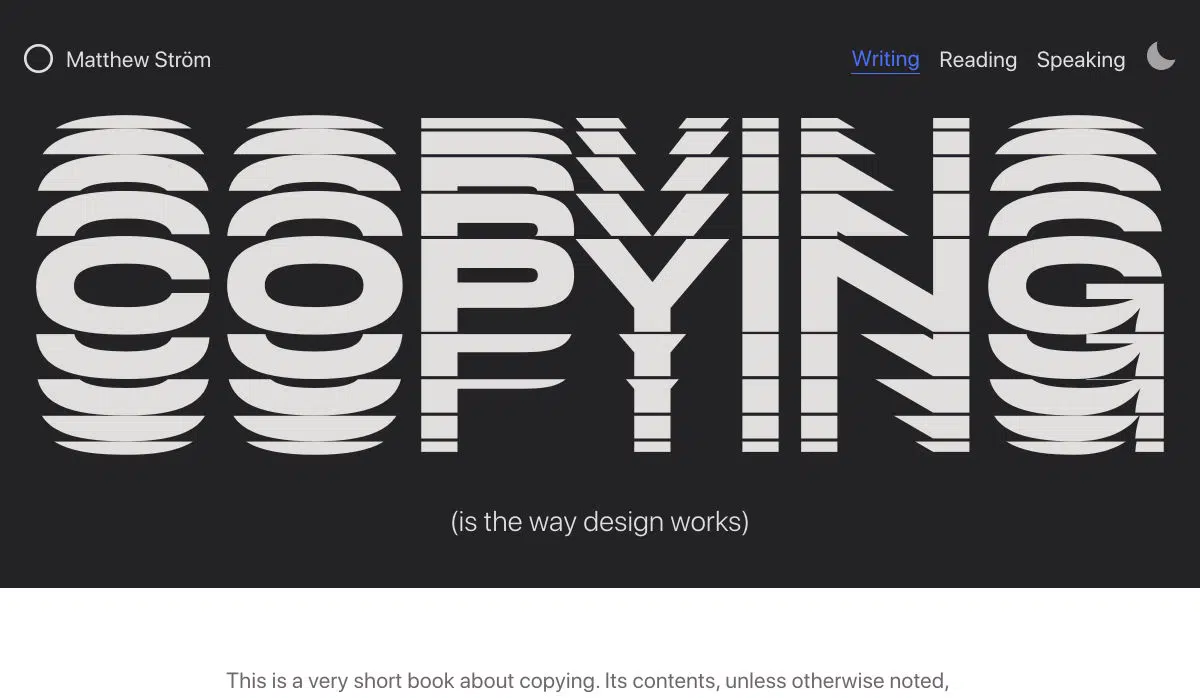 Matthew Ström
Writing Reading Speaking
COPYING
(is the way design works)
This is a very short book about copying. Its contents, unless otherwise noted,